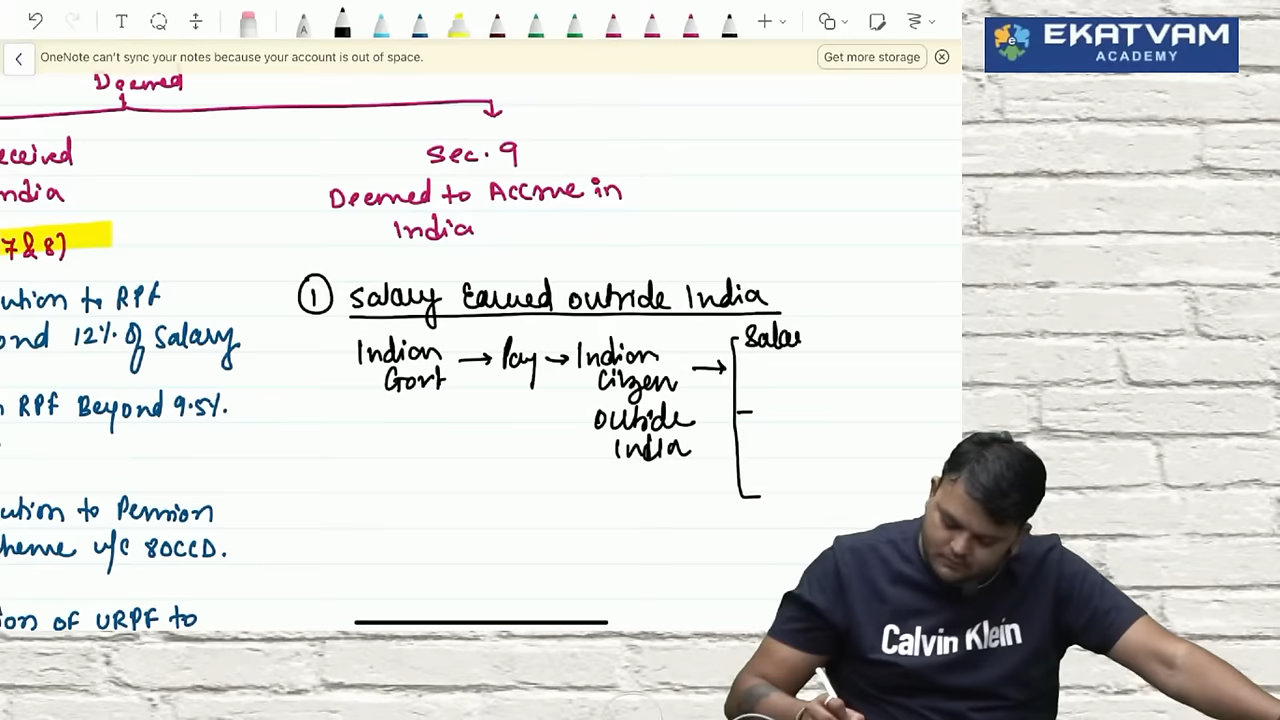 EKATVAM
ACADEMY
OneNote can't sync your notes because your account is out of space.
Get more storage
Deemed
eceived
ndia
7 & 8)
ution to RPF
ond 12% of Salary
RPF Beyond 9.5%.
ution to Pension
heme u/c 80CCD.
ion of URPF to
Sec. 9
Deemed to Accrue in
India
① Salary Earned outside India
Indian Govt → Pay → Indian Citizen outside India →
Salar
Calvin Klein